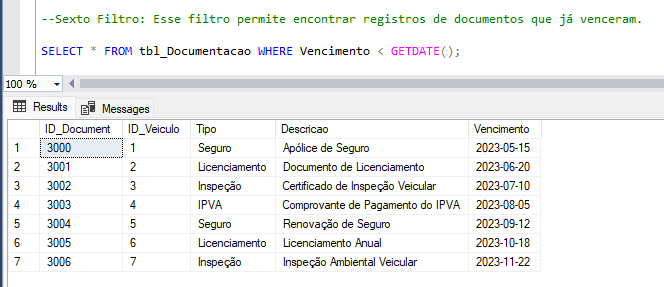 --Sexto Filtro: Esse filtro permite encontrar registros de documentos que já venceram.
SELECT * FROM tbl_Documentacao WHERE Vencimento < GETDATE();
100 %
Results Messages
ID_Document ID_Veiculo Tipo Descricao Vencimento
1 3000 1 Seguro Apólice de Seguro 2023-05-15
2 3001 2 Licenciamento Documento de Licenciamento 2023-06-20
3 3002 3 Inspeção Certificado de Inspeção Veicular 2023-07-10
4 3003 4 IPVA Comprovante de Pagamento do IPVA 2023-08-05
5 3004 5 Seguro Renovação de Seguro 2023-09-12
6 3005 6 Licenciamento Licenciamento Anual 2023-10-18
7 3006 7 Inspeção Inspeção Ambiental Veicular 2023-11-22